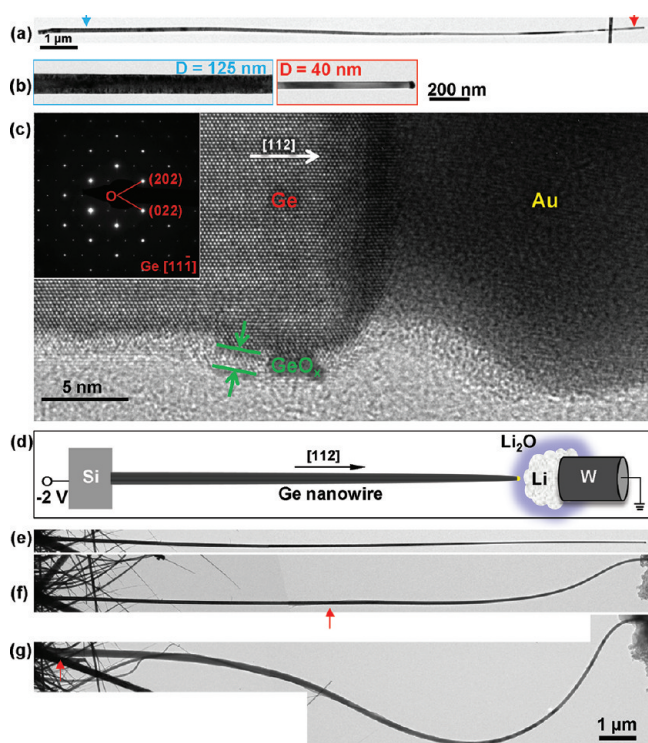 (a)
1 µm
(b)
D = 125 nm
D = 40 nm
200 nm
(c)
[112]
(202)
O
(022)
Ge [111̄]
Ge
Au
GeOₓ
5 nm
(d)
Si
-2 V
[112]
Ge nanowire
Li₂O
Li
W
(e)
(f)
(g)
1 µm